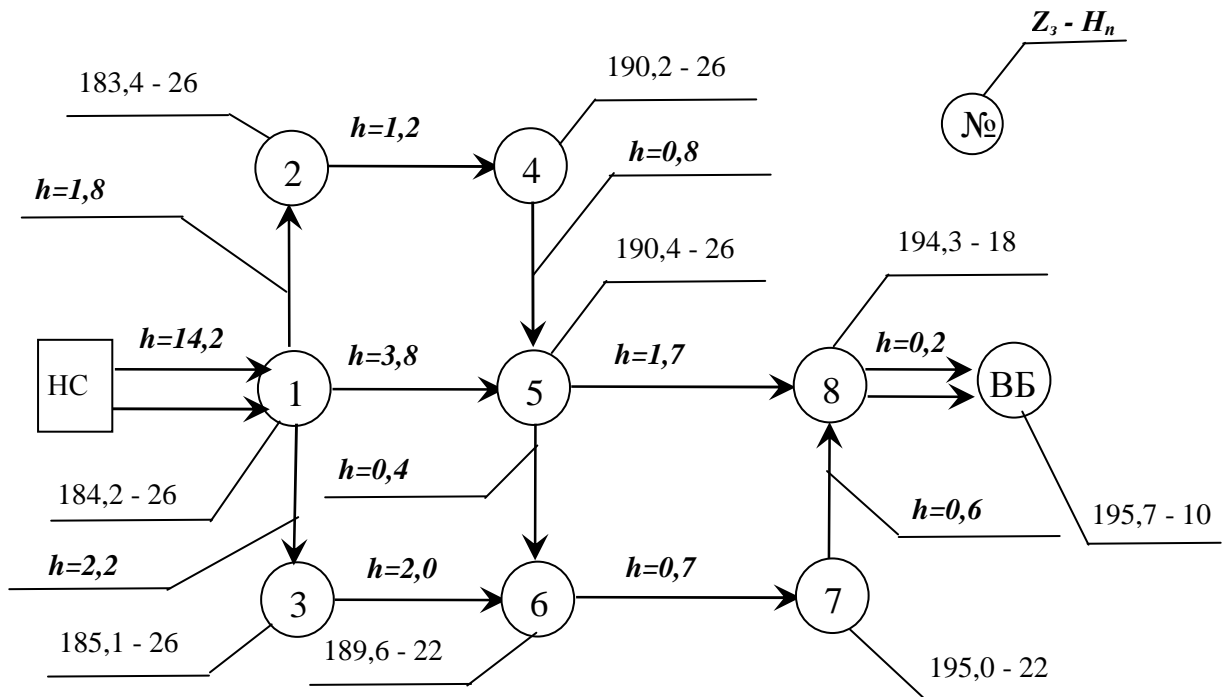 Zз - Hп
183,4 - 26
190,2 - 26
№
h=1,2
h=0,8
2
4
h=1,8
190,4 - 26
194,3 - 18
h=14,2
h=3,8
h=1,7
h=0,2
НС
1
5
8
ВБ
184,2 - 26
h=0,4
h=0,6
195,7 - 10
h=2,2
h=2,0
h=0,7
3
6
7
185,1 - 26
189,6 - 22
195,0 - 22